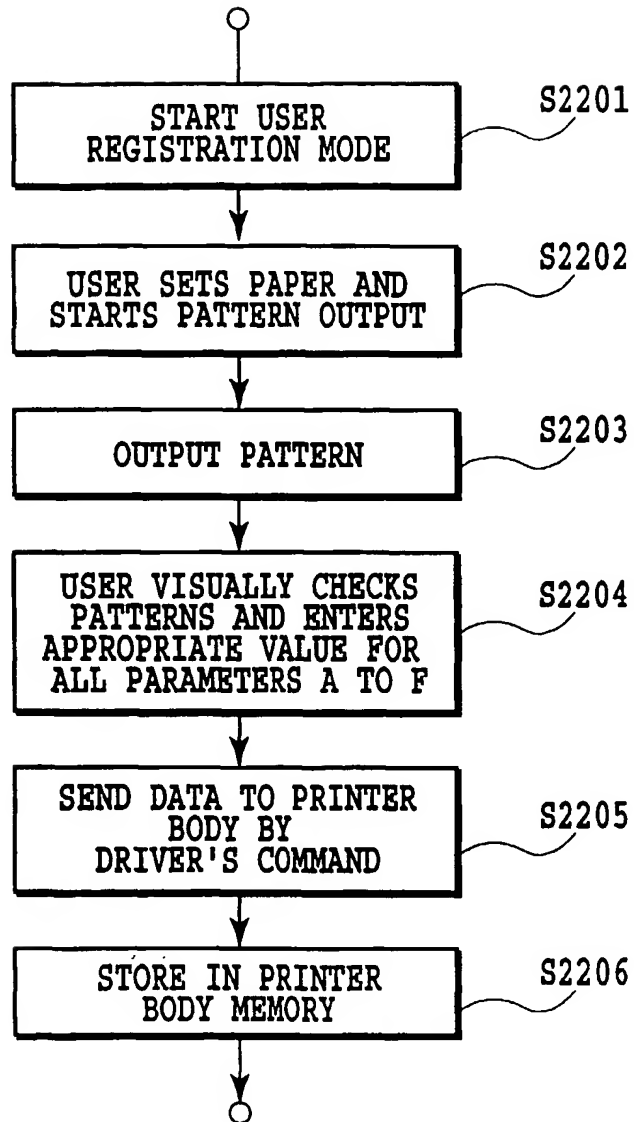 START USER
REGISTRATION MODE
S2201
USER SETS PAPER AND
STARTS PATTERN OUTPUT
S2202
OUTPUT PATTERN
S2203
USER VISUALLY CHECKS
PATTERNS AND ENTERS
APPROPRIATE VALUE FOR
ALL PARAMETERS A TO F
S2204
SEND DATA TO PRINTER
BODY BY
DRIVER'S COMMAND
S2205
STORE IN PRINTER
BODY MEMORY
S2206